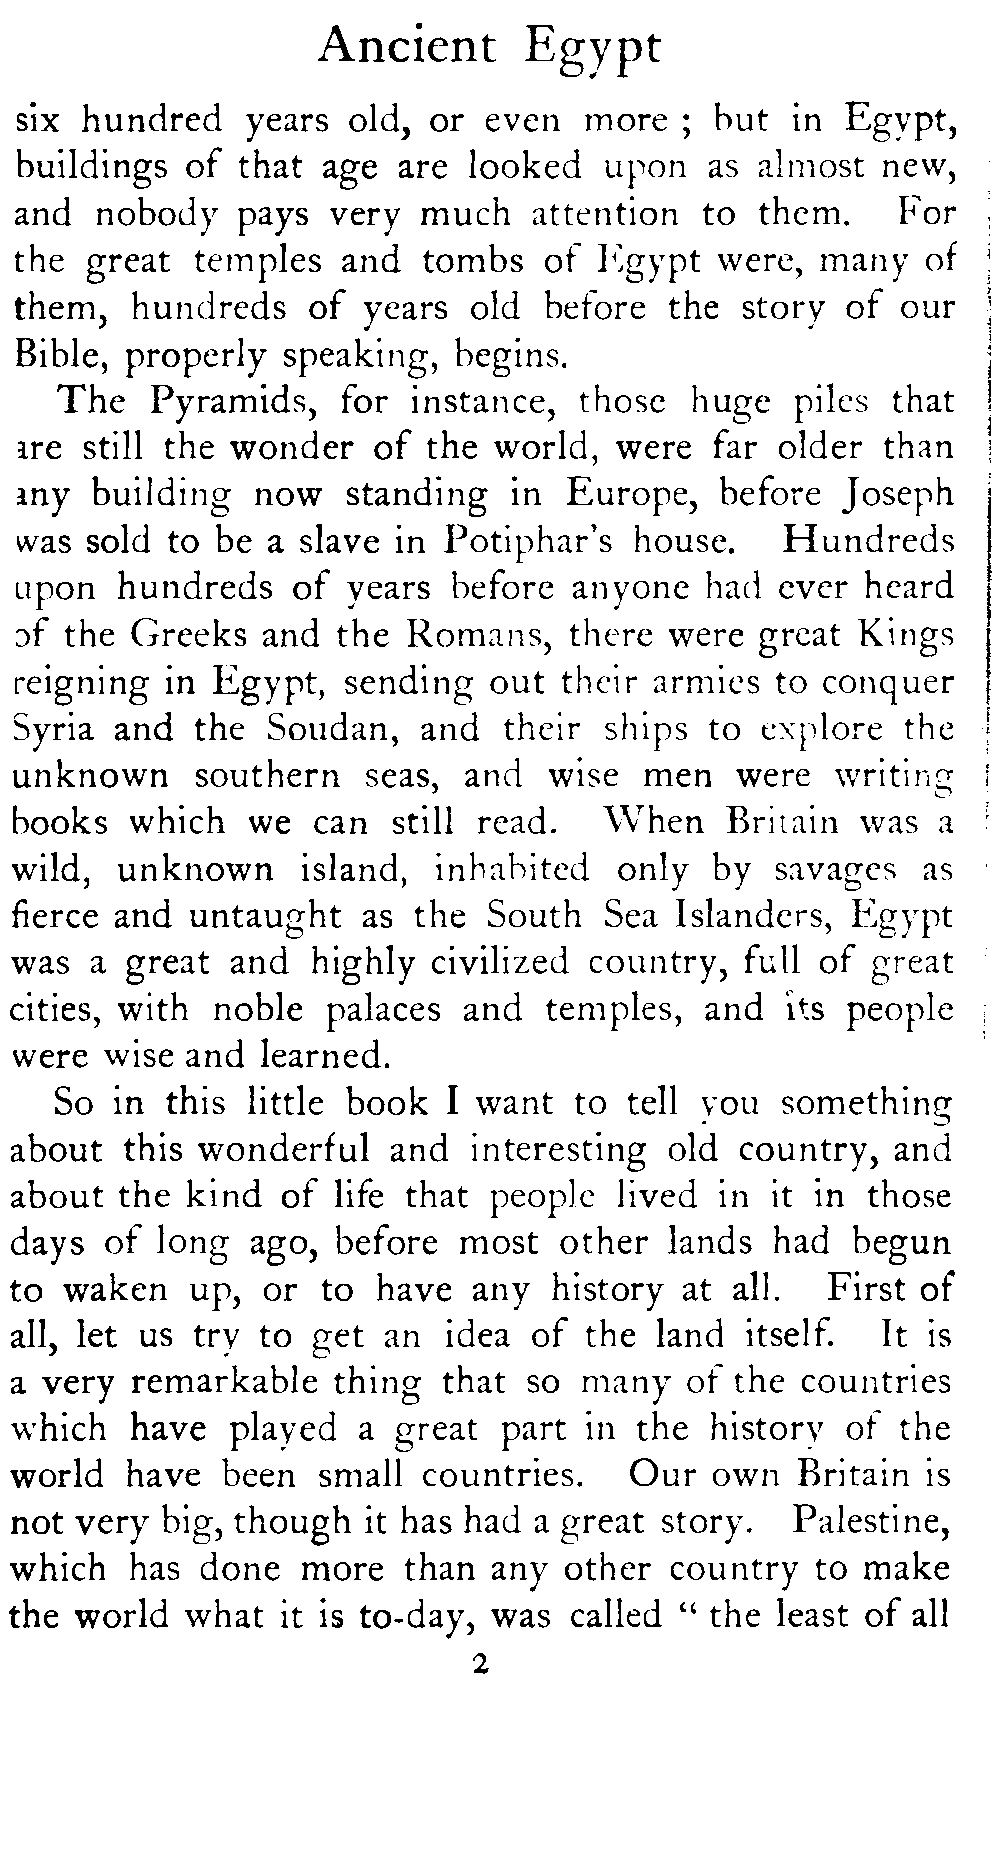 Ancient Egypt
six hundred years old, or even more ; but in Egypt,
buildings of that age are looked upon as almost new,
and nobody pays very much attention to them. For
the great temples and tombs of Egypt were, many of
them, hundreds of years old before the story of our
Bible, properly speaking, begins.
The Pyramids, for instance, those huge piles that
are still the wonder of the world, were far older than
any building now standing in Europe, before Joseph
was sold to be a slave in Potiphar's house. Hundreds
upon hundreds of years before anyone had ever heard
of the Greeks and the Romans, there were great Kings
reigning in Egypt, sending out their armies to conquer
Syria and the Soudan, and their ships to explore the
unknown southern seas, and wise men were writing
books which we can still read. When Britain was a
wild, unknown island, inhabited only by savages as
fierce and untaught as the South Sea Islanders, Egypt
was a great and highly civilized country, full of great
cities, with noble palaces and temples, and its people
were wise and learned.
So in this little book I want to tell you something
about this wonderful and interesting old country, and
about the kind of life that people lived in it in those
days of long ago, before most other lands had begun
to waken up, or to have any history at all. First of
all, let us try to get an idea of the land itself. It is
a very remarkable thing that so many of the countries
which have played a great part in the history of the
world have been small countries. Our own Britain is
not very big, though it has had a great story. Palestine,
which has done more than any other country to make
the world what it is to-day, was called “ the least of all
2